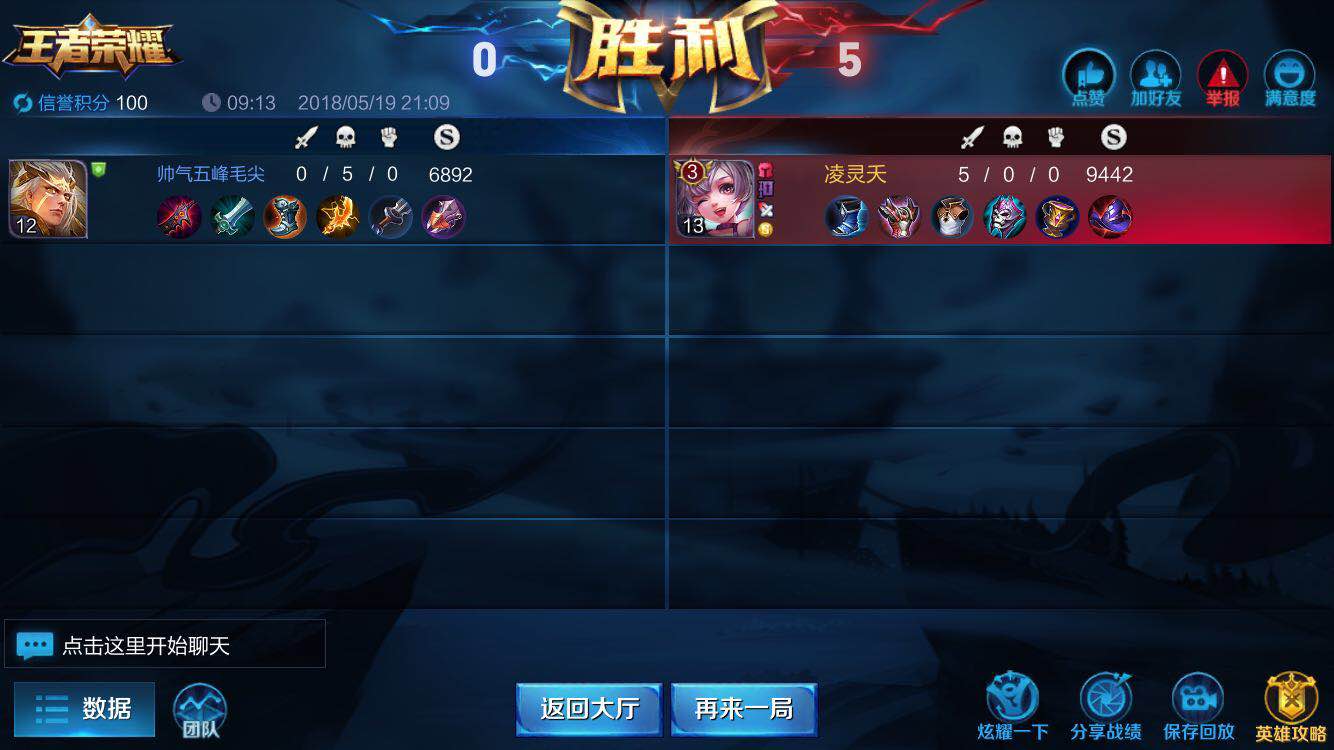 王者荣耀
0 胜利 5
信誉积分 100 09:13 2018/05/19 21:09
点赞 加好友 举报 满意度
S S
帅气五峰毛尖 0 / 5 / 0 6892
12
3 凌灵天 5 / 0 / 0 9442
13
点击这里开始聊天
数据 团队
返回大厅 再来一局
炫耀一下 分享战绩 保存回放 英雄攻略